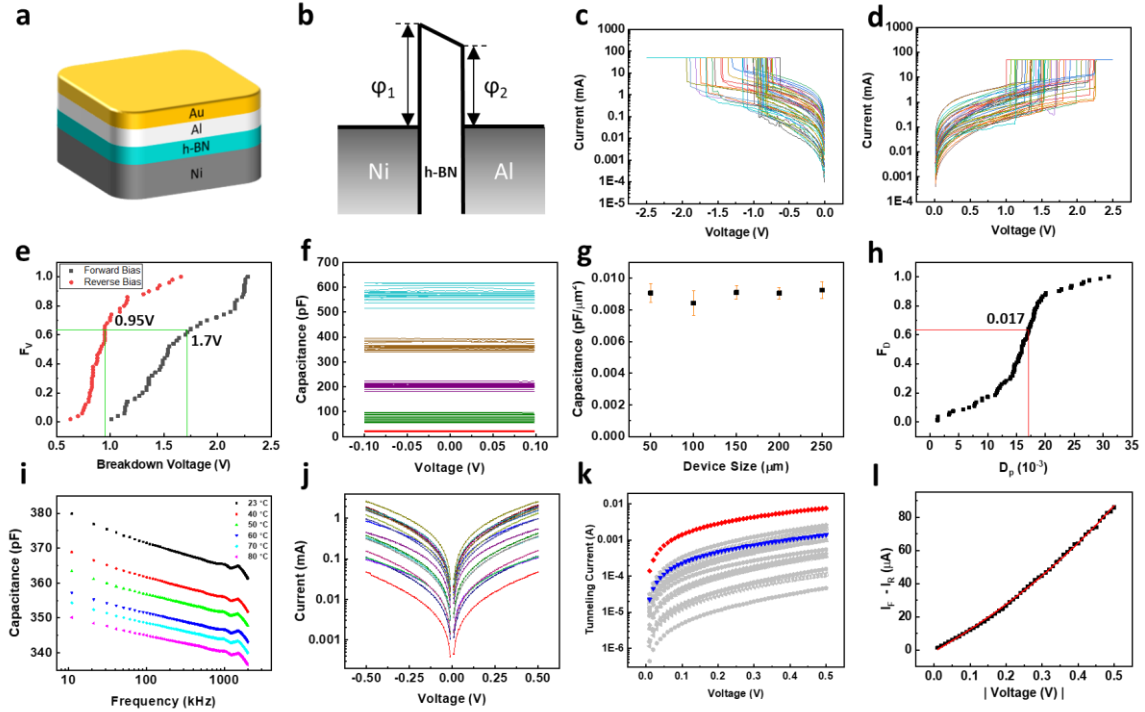 a
Au
Al
h-BN
Ni
b
φ1
φ2
Ni
h-BN
Al
c
Current (mA)
1000
100
10
1
0.1
0.01
0.001
1E-4
1E-5
-2.5 -2.0 -1.5 -1.0 -0.5 0.0
Voltage (V)
d
Current (mA)
1000
100
10
1
0.1
0.01
0.001
1E-4
0.0 0.5 1.0 1.5 2.0 2.5
Voltage (V)
e
Forward Bias
Reverse Bias
FV
1.0
0.8
0.6
0.4
0.2
0.0
0.95V
1.7V
0.5 1.0 1.5 2.0 2.5
Breakdown Voltage (V)
f
Capacitance (pF)
700
600
500
400
300
200
100
0
-0.10 -0.05 0.00 0.05 0.10
Voltage (V)
g
Capacitance (pF/μm²)
0.010
0.008
0.006
0.004
0.002
0.000
50 100 150 200 250
Device Size (μm)
h
FD
1.0
0.8
0.6
0.4
0.2
0.0
0.017
0 10 20 30
Dp (10⁻³)
i
Capacitance (pF)
380
370
360
350
340
23 °C
40 °C
50 °C
60 °C
70 °C
80 °C
10 100 1000
Frequency (kHz)
j
Current (mA)
1
0.1
0.01
0.001
-0.50 -0.25 0.00 0.25 0.50
Voltage (V)
k
Tunneling Current (A)
0.1
0.01
0.001
1E-4
1E-5
1E-6
0.0 0.1 0.2 0.3 0.4 0.5
Voltage (V)
l
IF - IR (μA)
80
60
40
20
0
0.0 0.1 0.2 0.3 0.4 0.5
| Voltage (V) |